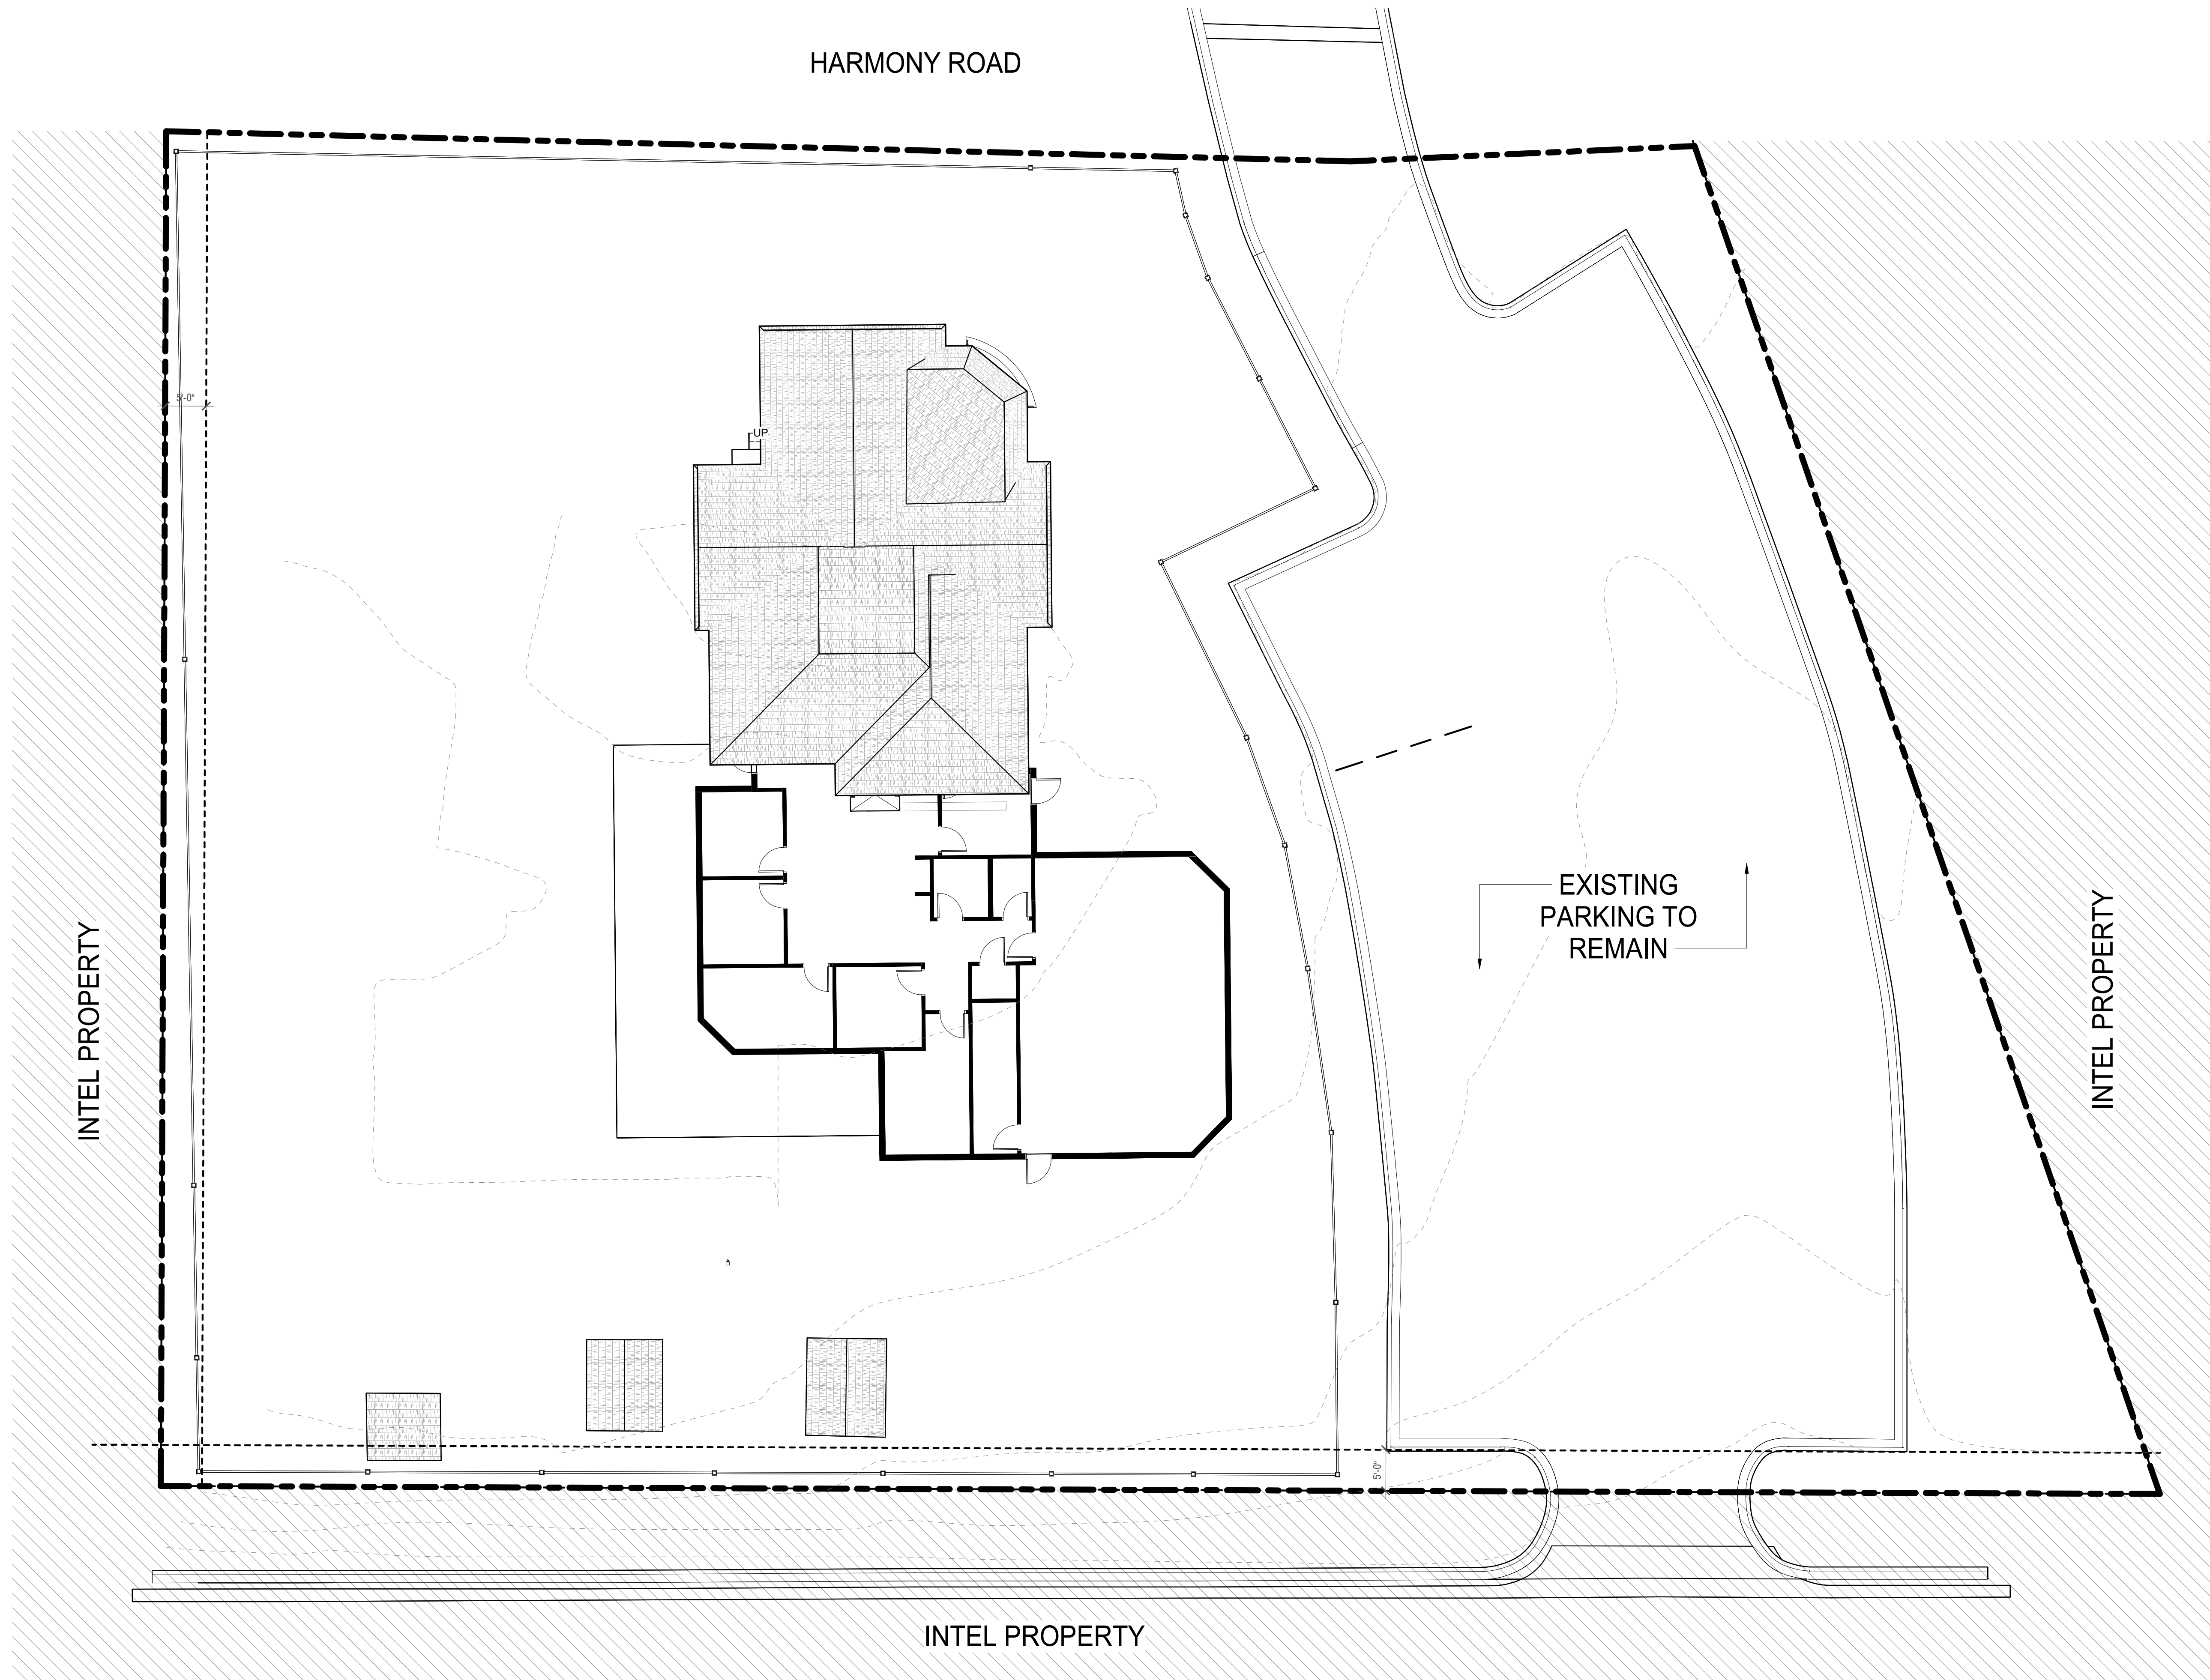 HARMONY ROAD
5'-0"
UP
EXISTING
PARKING TO
REMAIN
INTEL PROPERTY
INTEL PROPERTY
5'-0"
INTEL PROPERTY